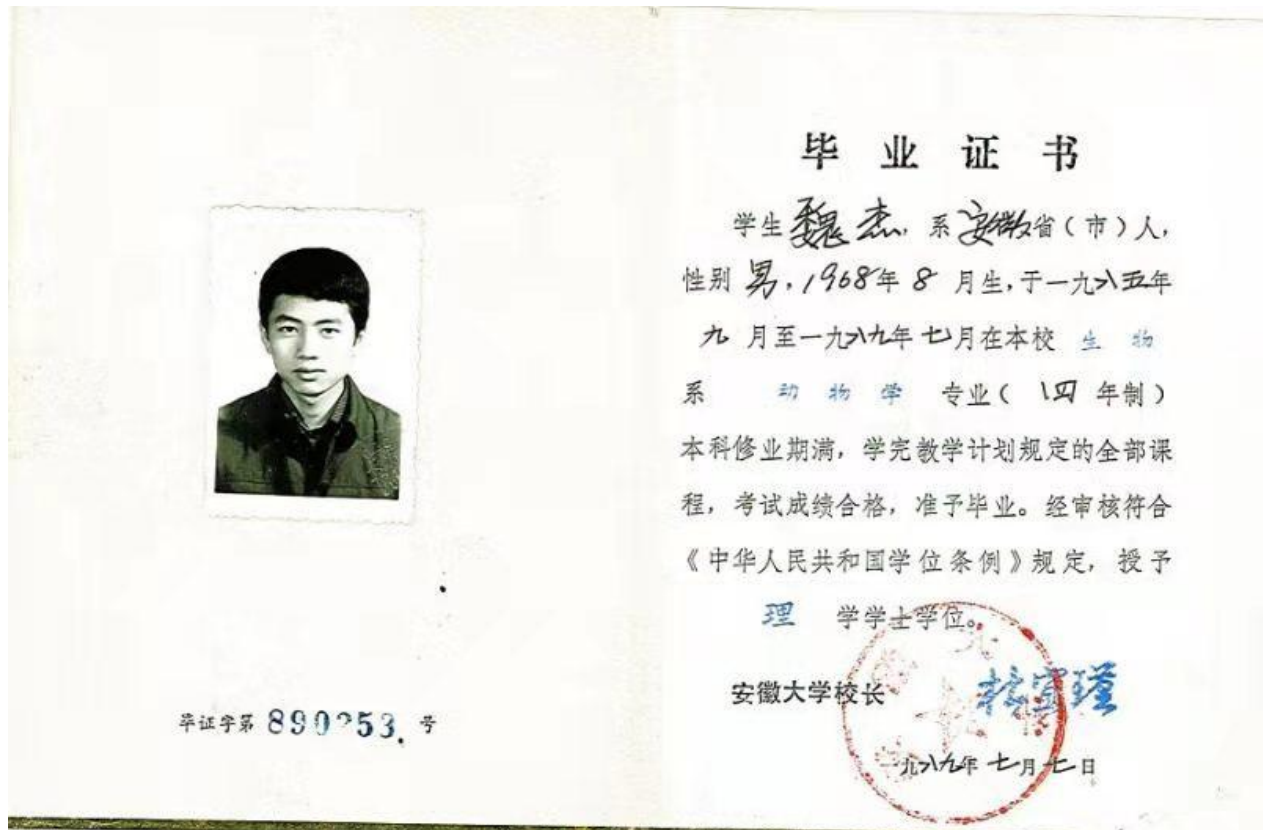 毕证字第 890253 号
毕业证书
学生魏杰, 系安徽省(市)人,
性别 男, 1968年 8 月生, 于一九八五年
九 月至一九八九年七月在本校 生物
系 动物学 专业( 四 年制)
本科修业期满, 学完教学计划规定的全部课
程, 考试成绩合格, 准予毕业。经审核符合
《中华人民共和国学位条例》规定, 授予
理 学学士学位。
安徽大学校长
一九八九年 七月 七日